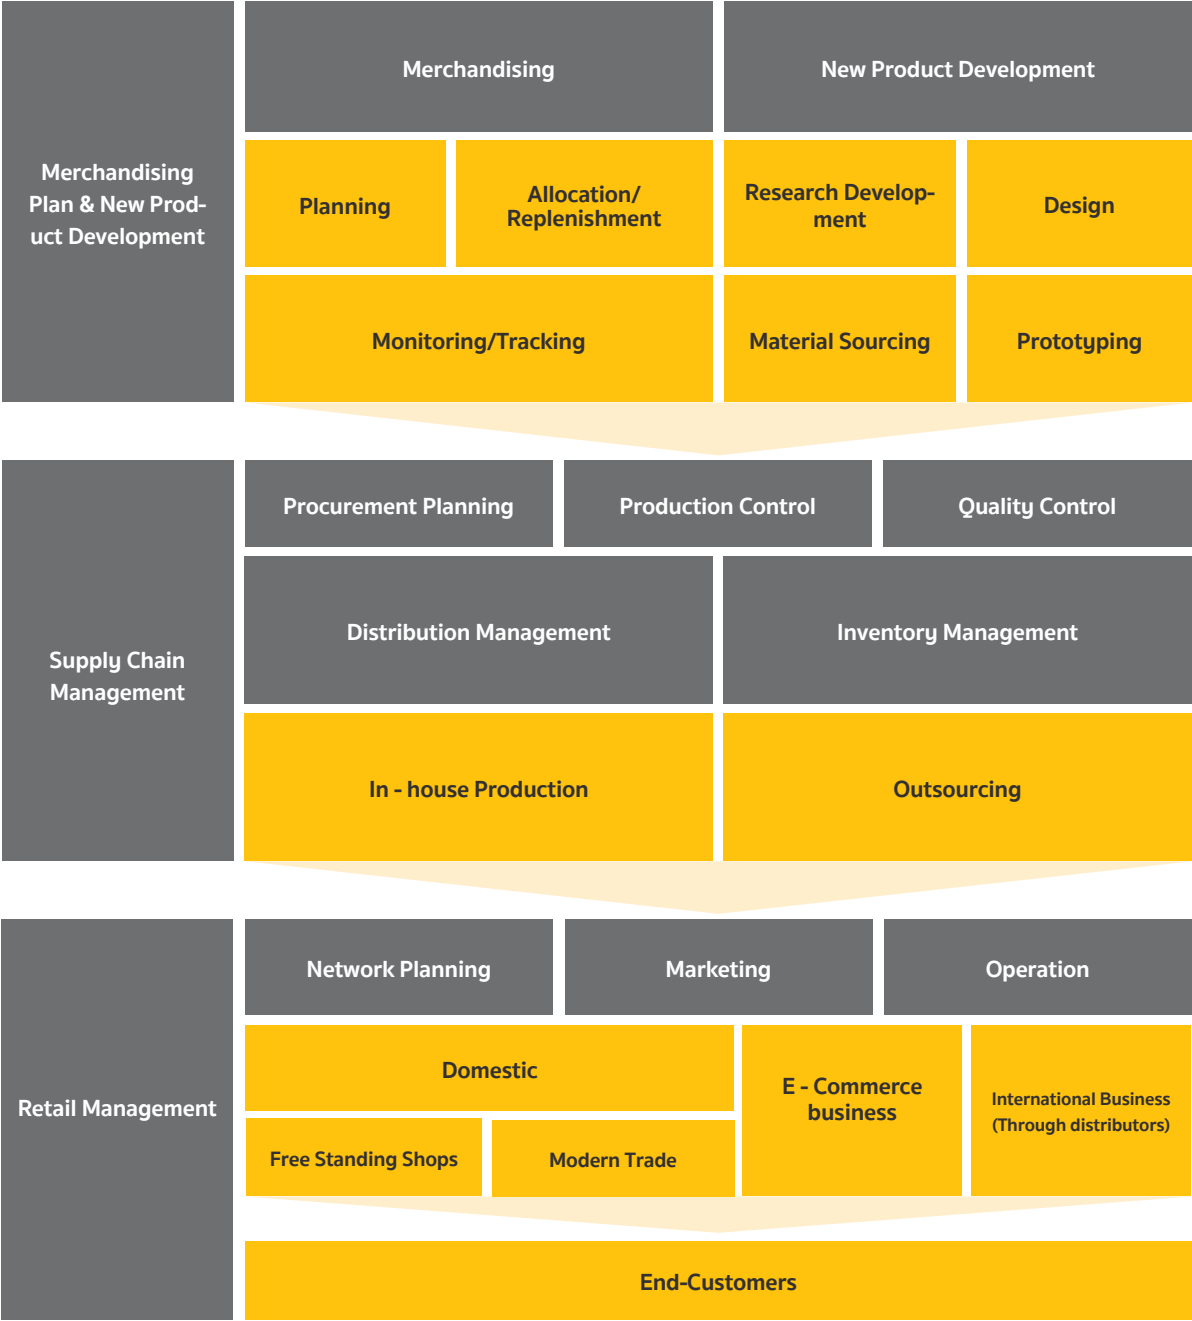 Merchandising
Plan & New Prod-
uct Development
Merchandising
New Product Development
Planning
Allocation/
Replenishment
Research Develop-
ment
Design
Monitoring/Tracking
Material Sourcing
Prototyping
Supply Chain
Management
Procurement Planning
Production Control
Quality Control
Distribution Management
Inventory Management
In - house Production
Outsourcing
Retail Management
Network Planning
Marketing
Operation
Domestic
E - Commerce
business
International Business
(Through distributors)
Free Standing Shops
Modern Trade
End-Customers